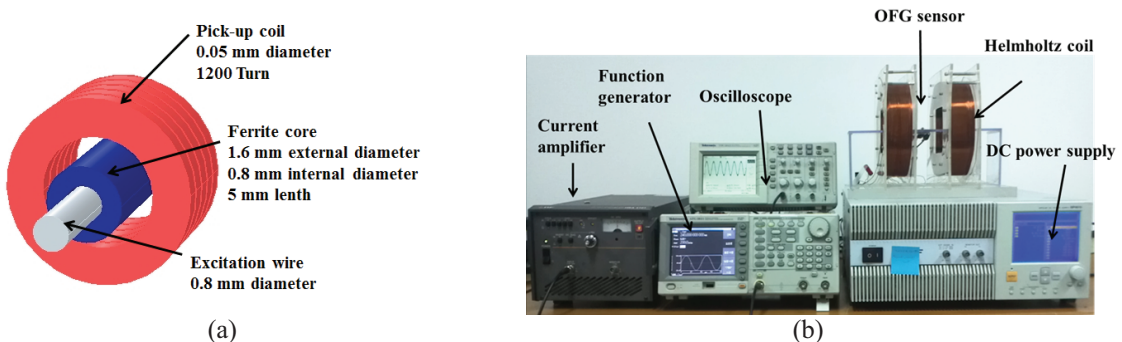 Pick-up coil
0.05 mm diameter
1200 Turn
Ferrite core
1.6 mm external diameter
0.8 mm internal diameter
5 mm lenth
Excitation wire
0.8 mm diameter
(a)
OFG sensor
Helmholtz coil
Function
generator
Oscilloscope
Current
amplifier
DC power supply
Tektronix
(b)